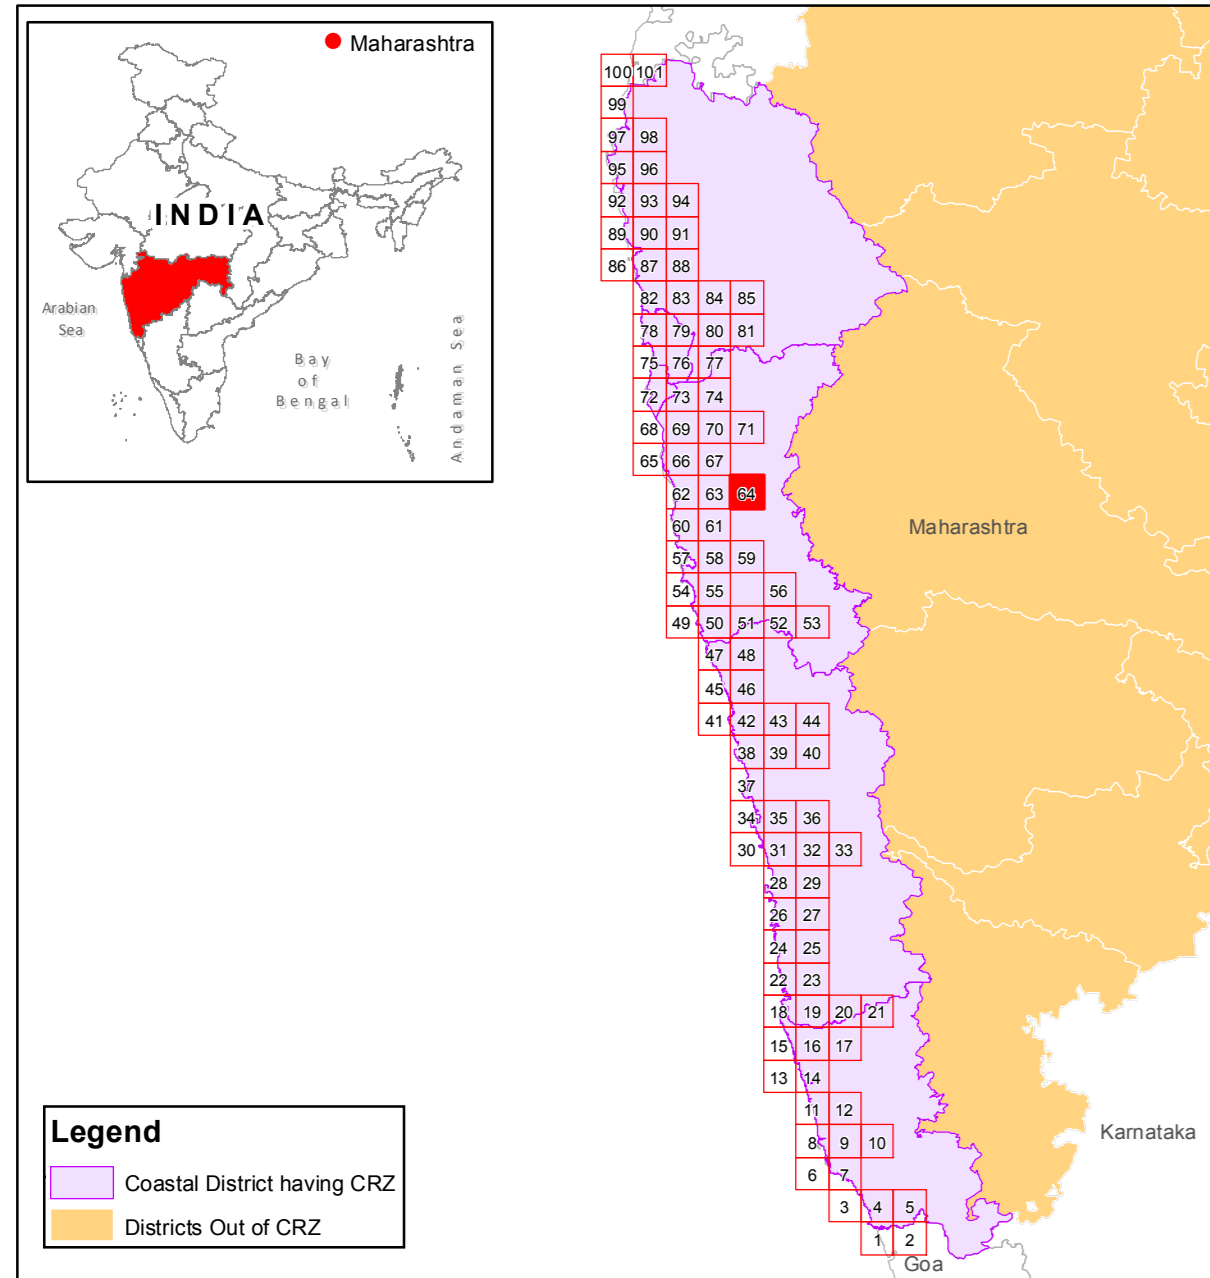 Maharashtra
INDIA
Arabian
Sea
Bay
of
Bengal
Andaman Sea
100 101
99
97 98
95 96
92 93 94
89 90 91
86 87 88
82 83 84 85
78 79 80 81
75 76 77
72 73 74
68 69 70 71
65 66 67
62 63 64
60 61
57 58 59
54 55 56
49 50 51 52 53
47 48
45 46
41 42 43 44
38 39 40
37
34 35 36
30 31 32 33
28 29
26 27
24 25
22 23
18 19 20 21
15 16 17
13 14
11 12
8 9 10
6 7
3 4 5
1 2
Maharashtra
Karnataka
Goa
Legend
Coastal District having CRZ
Districts Out of CRZ